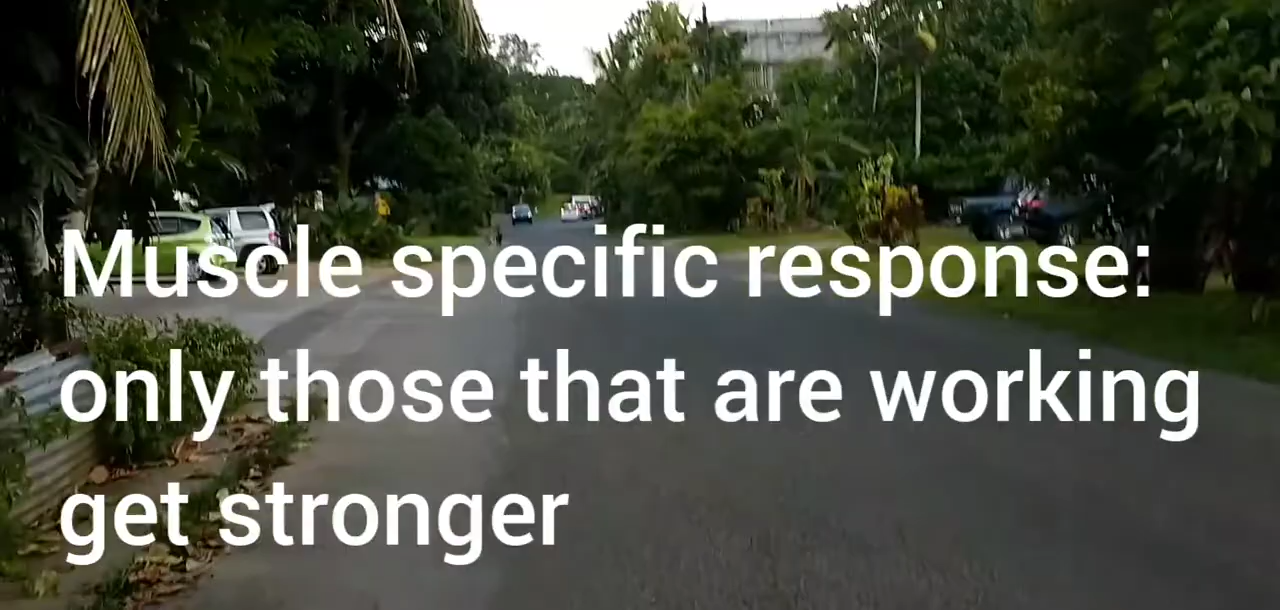 Muscle specific response:
only those that are working
get stronger